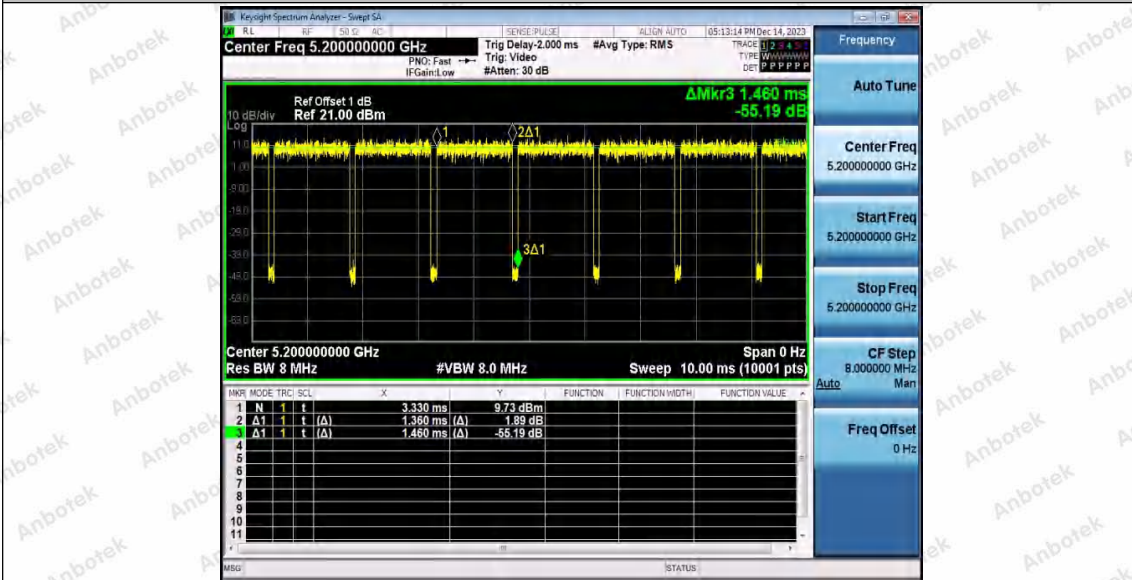 Keysight Spectrum Analyzer - Swept SA
RL RF 50 Ω AC SENSE:PULSE ALIGN AUTO 05:13:14 PM Dec 14, 2023
Center Freq 5.200000000 GHz Trig Delay-2.000 ms #Avg Type: RMS TRACE 1 2 3 4 5 6
PNO: Fast Trig: Video TYPE WWWWWW
IFGain:Low #Atten: 30 dB DET P P P P P P
Frequency
Auto Tune
Center Freq
5.200000000 GHz
Start Freq
5.200000000 GHz
Stop Freq
5.200000000 GHz
CF Step
8.000000 MHz
Auto Man
Freq Offset
0 Hz
ΔMkr3 1.460 ms
-55.19 dB
Ref Offset 1 dB
10 dB/div Ref 21.00 dBm
Log
11.0
1.00
-9.00
-19.0
-29.0
-39.0
-49.0
-59.0
-69.0
1
2Δ1
3Δ1
Center 5.200000000 GHz Span 0 Hz
Res BW 8 MHz #VBW 8.0 MHz Sweep 10.00 ms (10001 pts)
MKR MODE TRC SCL X Y FUNCTION FUNCTION WIDTH FUNCTION VALUE
1 N 1 t 3.330 ms 9.73 dBm
2 Δ1 1 t (Δ) 1.360 ms (Δ) 1.89 dB
3 Δ1 1 t (Δ) 1.460 ms (Δ) -55.19 dB
4
5
6
7
8
9
10
11
MSG STATUS
Anbotek